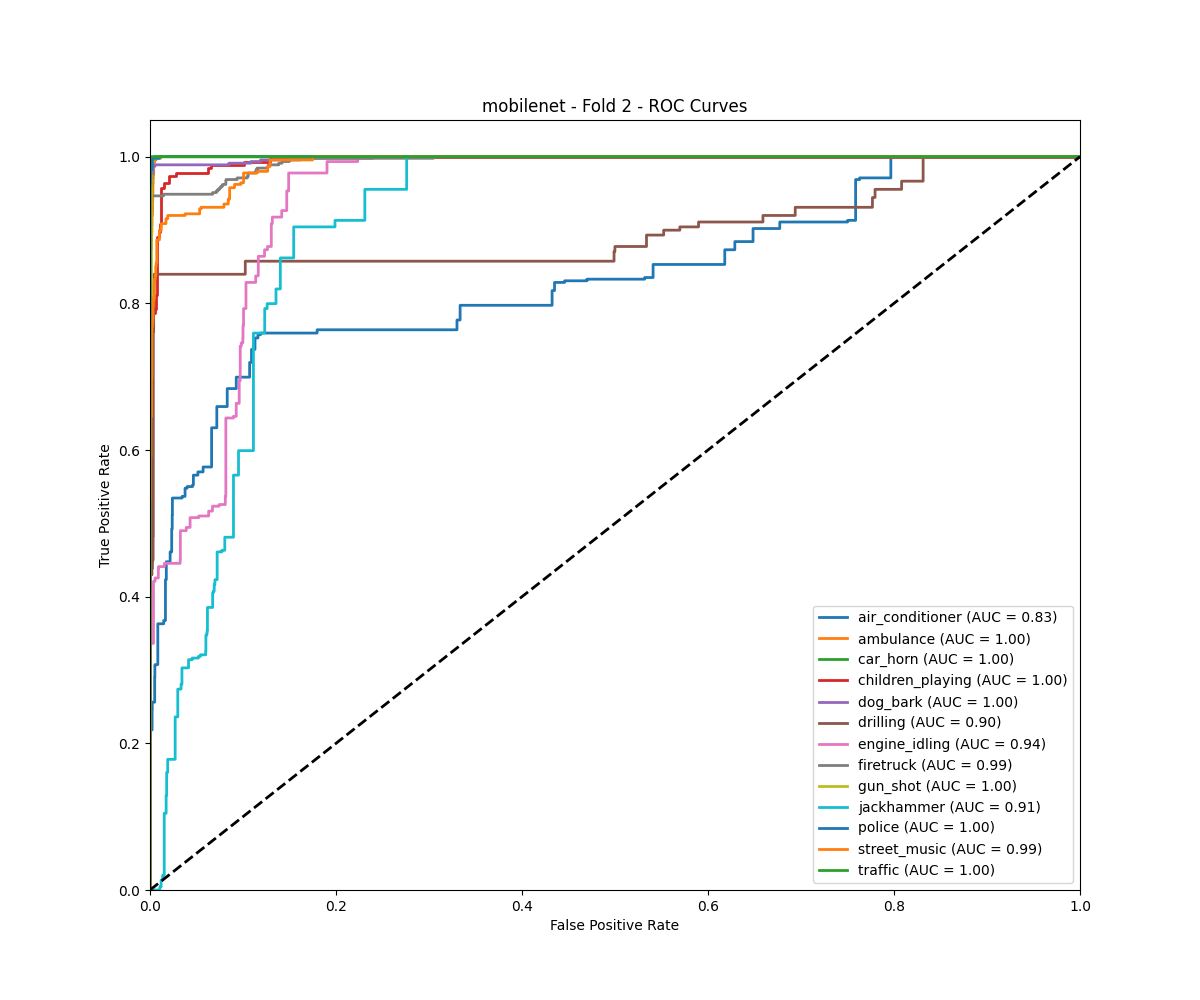 mobilenet - Fold 2 - ROC Curves
True Positive Rate
1.0
0.8
0.6
0.4
0.2
0.0
air_conditioner (AUC = 0.83)
ambulance (AUC = 1.00)
car_horn (AUC = 1.00)
children_playing (AUC = 1.00)
dog_bark (AUC = 1.00)
drilling (AUC = 0.90)
engine_idling (AUC = 0.94)
firetruck (AUC = 0.99)
gun_shot (AUC = 1.00)
jackhammer (AUC = 0.91)
police (AUC = 1.00)
street_music (AUC = 0.99)
traffic (AUC = 1.00)
0.0 0.2 0.4 0.6 0.8 1.0
False Positive Rate